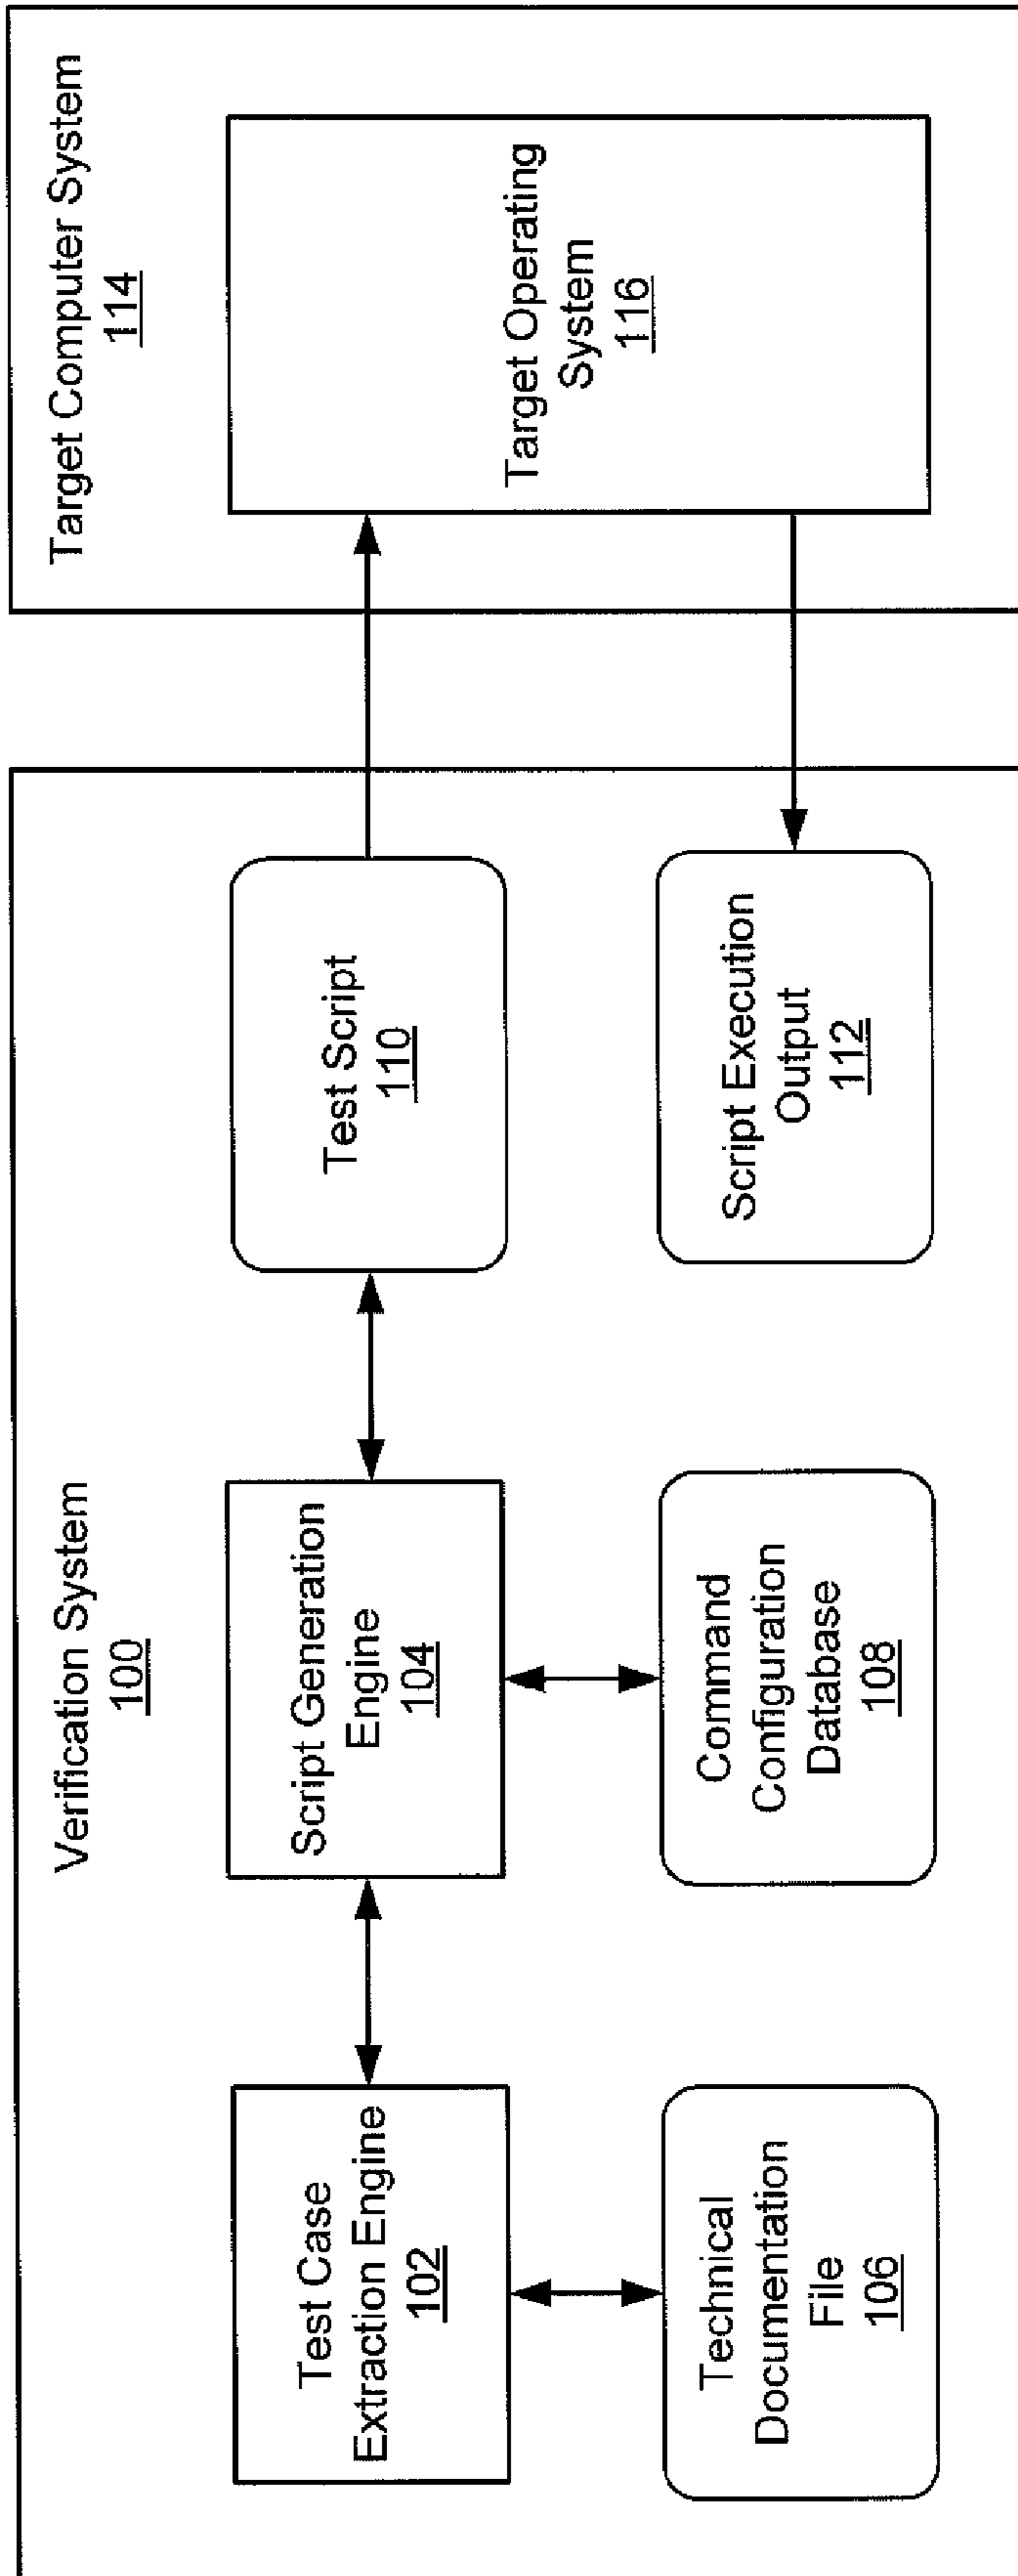 Verification System
100
Test Case
Extraction Engine
102
Script Generation
Engine
104
Test Script
110
Technical
Documentation
File
106
Command
Configuration
Database
108
Script Execution
Output
112
Target Computer System
114
Target Operating
System
116